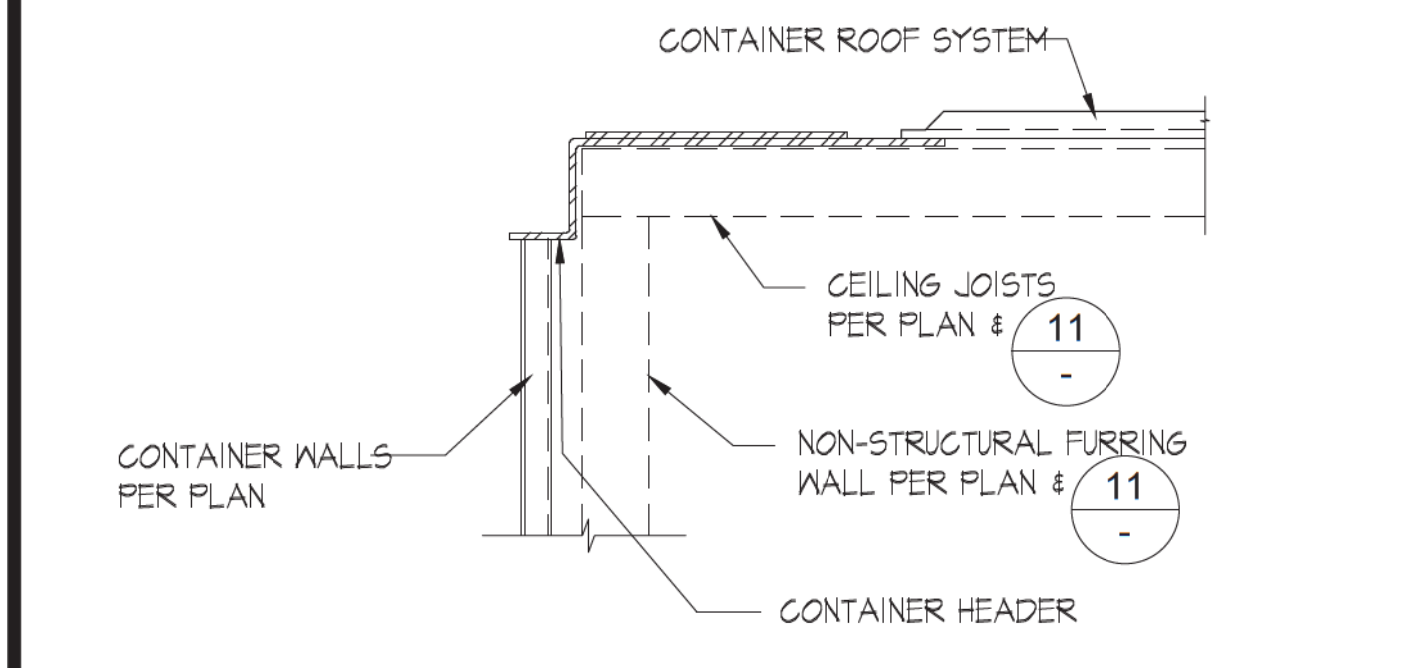 CONTAINER ROOF SYSTEM
CEILING JOISTS
PER PLAN &
11
-
CONTAINER WALLS
PER PLAN
NON-STRUCTURAL FURRING
WALL PER PLAN &
11
-
CONTAINER HEADER